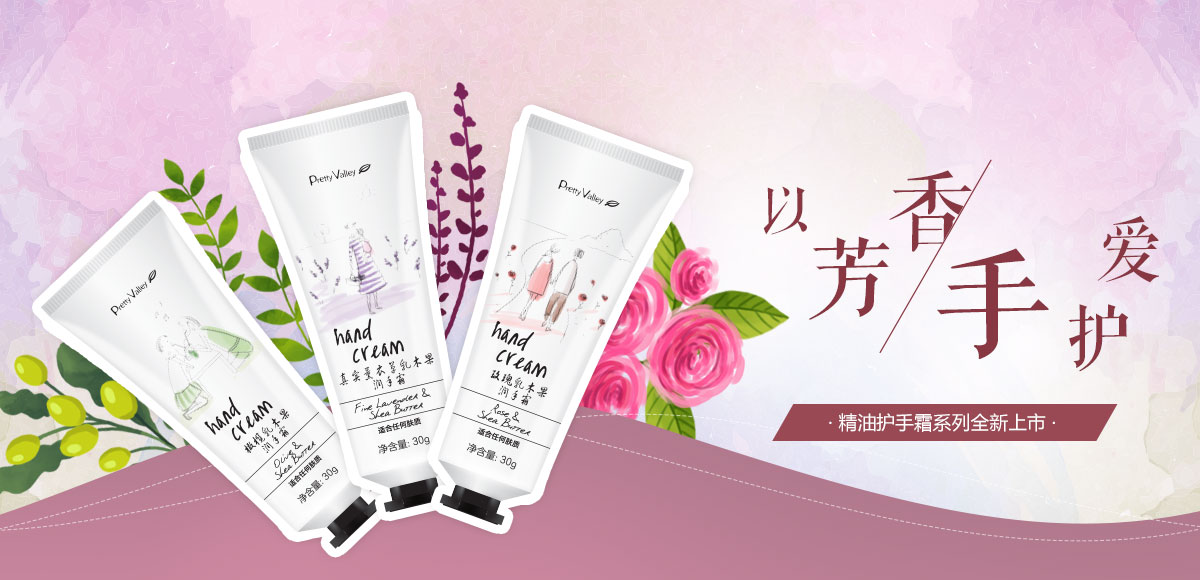 Pretty Valley
hand
cream
橄榄乳木果
润手霜
Olive &
Shea Butter
适合任何肤质
净含量: 30g
Pretty Valley
hand
cream
真实薰衣草乳木果
润手霜
Fine Lavender &
Shea Butter
适合任何肤质
净含量: 30g
Pretty Valley
hand
cream
玫瑰乳木果
润手霜
Rose &
Shea Butter
适合任何肤质
净含量: 30g
以芳香手护爱
· 精油护手霜系列全新上市 ·